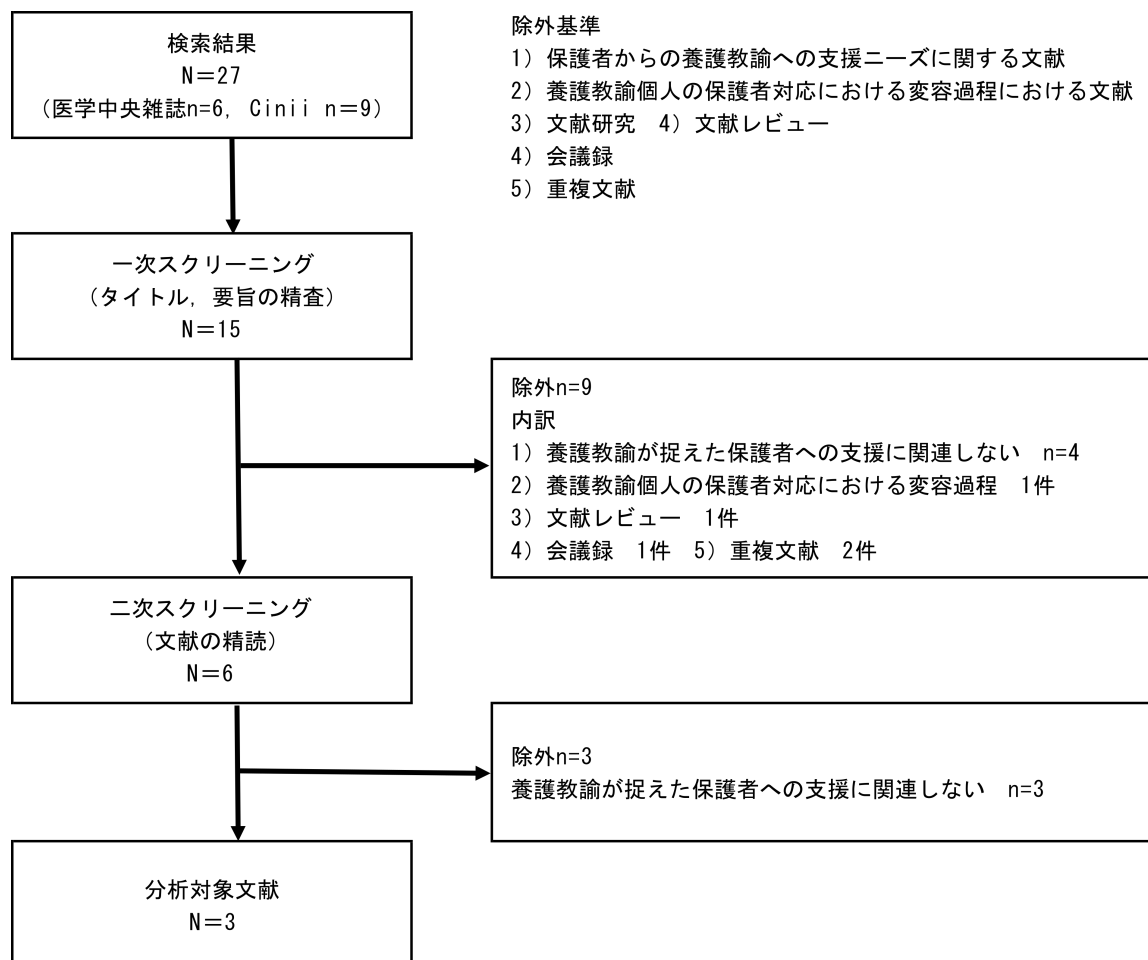 検索結果
N＝27
（医学中央雑誌n=6, Cinii n＝9）
除外基準
1）保護者からの養護教諭への支援ニーズに関する文献
2）養護教諭個人の保護者対応における変容過程における文献
3）文献研究　4）文献レビュー
4）会議録
5）重複文献
一次スクリーニング
（タイトル, 要旨の精査）
N＝15
除外n=9
内訳
1）養護教諭が捉えた保護者への支援に関連しない　n=4
2）養護教諭個人の保護者対応における変容過程　1件
3）文献レビュー　1件
4）会議録　1件　5）重複文献　2件
二次スクリーニング
（文献の精読）
N＝6
除外n=3
養護教諭が捉えた保護者への支援に関連しない　n=3
分析対象文献
N＝3